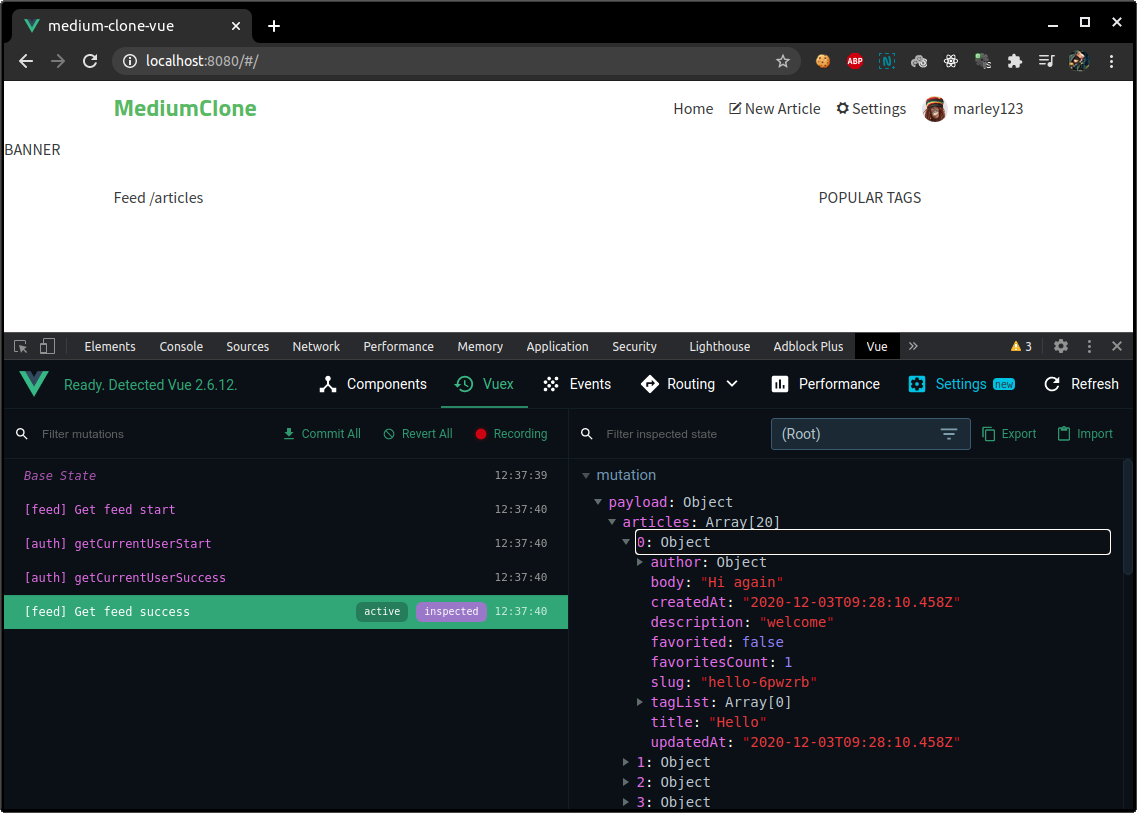 medium-clone-vue
localhost:8080/#/
ABP
N
MediumClone
Home New Article Settings marley123
BANNER
Feed /articles POPULAR TAGS
Elements Console Sources Network Performance Memory Application Security Lighthouse Adblock Plus Vue » 3
Ready. Detected Vue 2.6.12. Components Vuex Events Routing Performance Settings new Refresh
Filter mutations Commit All Revert All Recording
Filter inspected state (Root) Export Import
Base State 12:37:39
[feed] Get feed start 12:37:40
[auth] getCurrentUserStart 12:37:40
[auth] getCurrentUserSuccess 12:37:40
[feed] Get feed success active inspected 12:37:40
mutation
payload: Object
articles: Array[20]
0: Object
author: Object
body: "Hi again"
createdAt: "2020-12-03T09:28:10.458Z"
description: "welcome"
favorited: false
favoritesCount: 1
slug: "hello-6pwzrb"
tagList: Array[0]
title: "Hello"
updatedAt: "2020-12-03T09:28:10.458Z"
1: Object
2: Object
3: Object